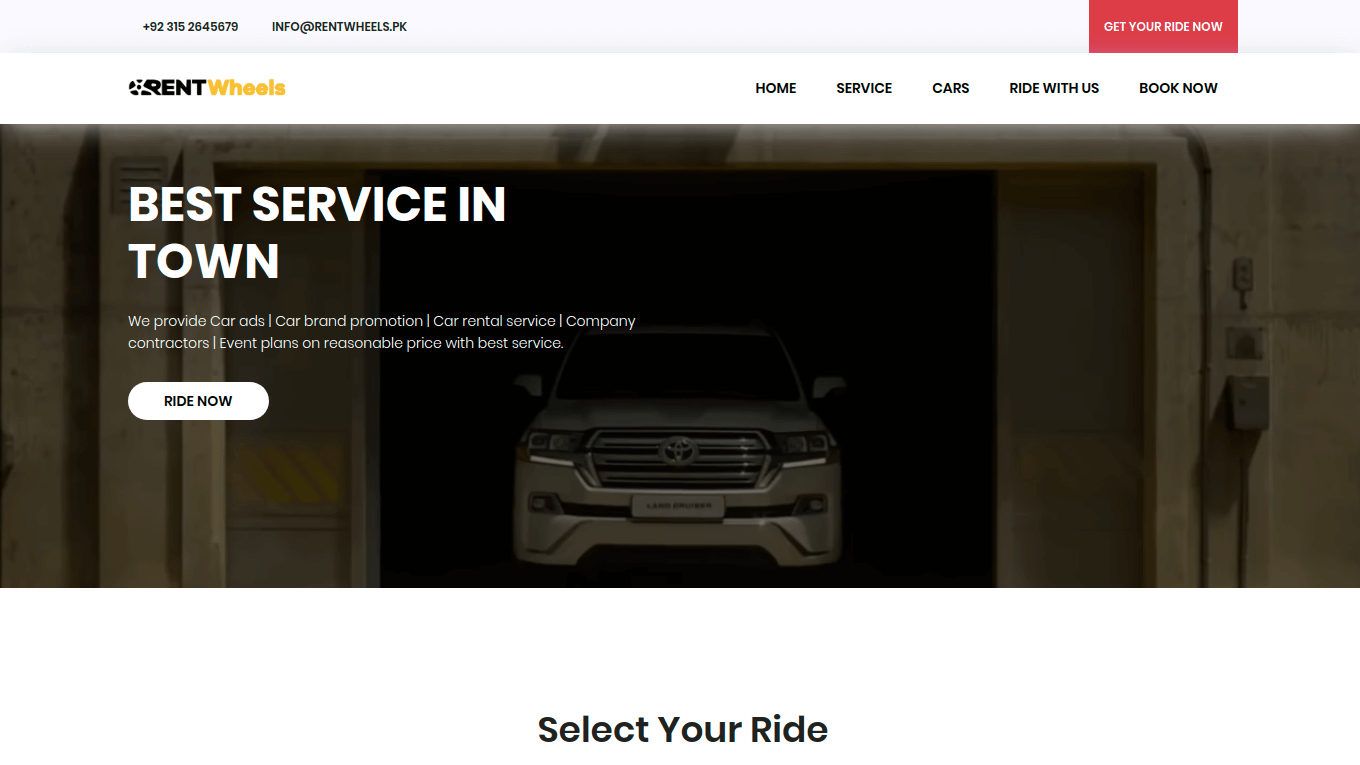 +92 315 2645679 INFO@RENTWHEELS.PK GET YOUR RIDE NOW
RENTWheels HOME SERVICE CARS RIDE WITH US BOOK NOW
BEST SERVICE IN
TOWN
We provide Car ads | Car brand promotion | Car rental service | Company
contractors | Event plans on reasonable price with best service.
RIDE NOW
LAND CRUISER
Select Your Ride